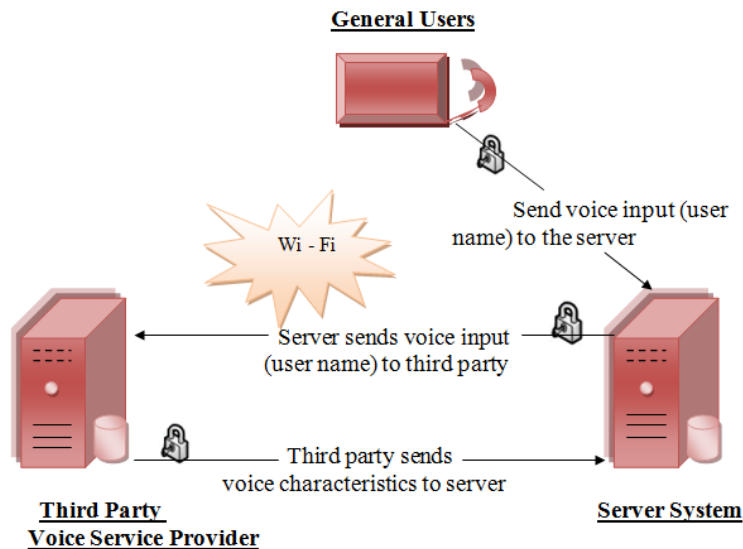 General Users
Send voice input (user
name) to the server
Wi - Fi
Server sends voice input
(user name) to third party
Third party sends
voice characteristics to server
Third Party
Voice Service Provider
Server System